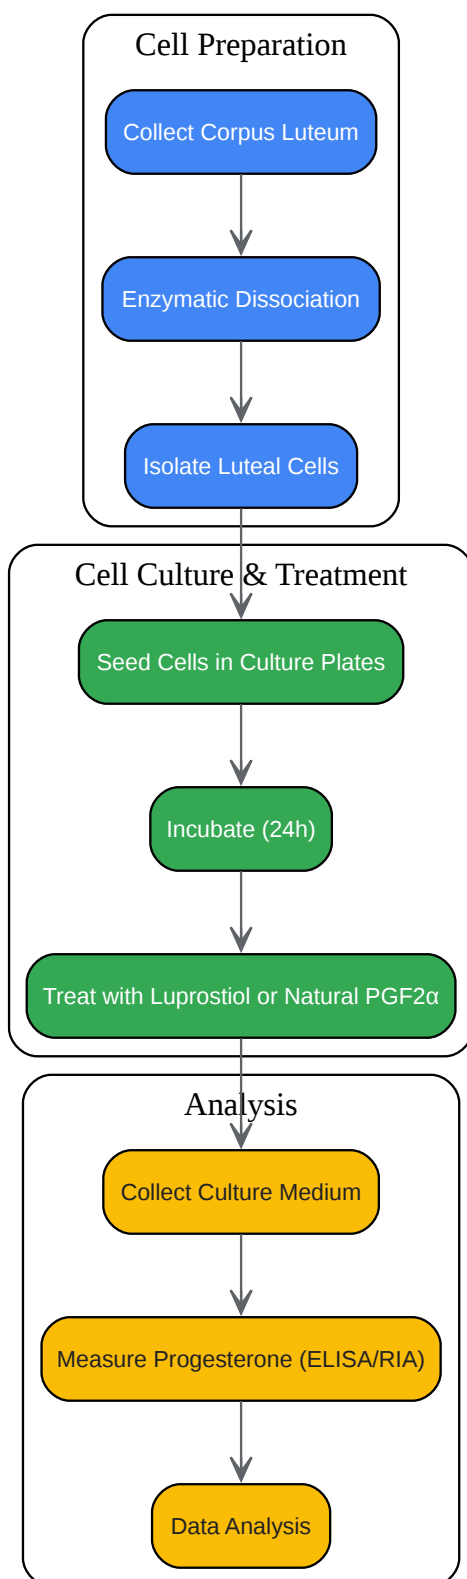 Cell Preparation
Collect Corpus Luteum
Enzymatic Dissociation
Isolate Luteal Cells
Cell Culture & Treatment
Seed Cells in Culture Plates
Incubate (24h)
Treat with Luprostiol or Natural PGF2α
Analysis
Collect Culture Medium
Measure Progesterone (ELISA/RIA)
Data Analysis